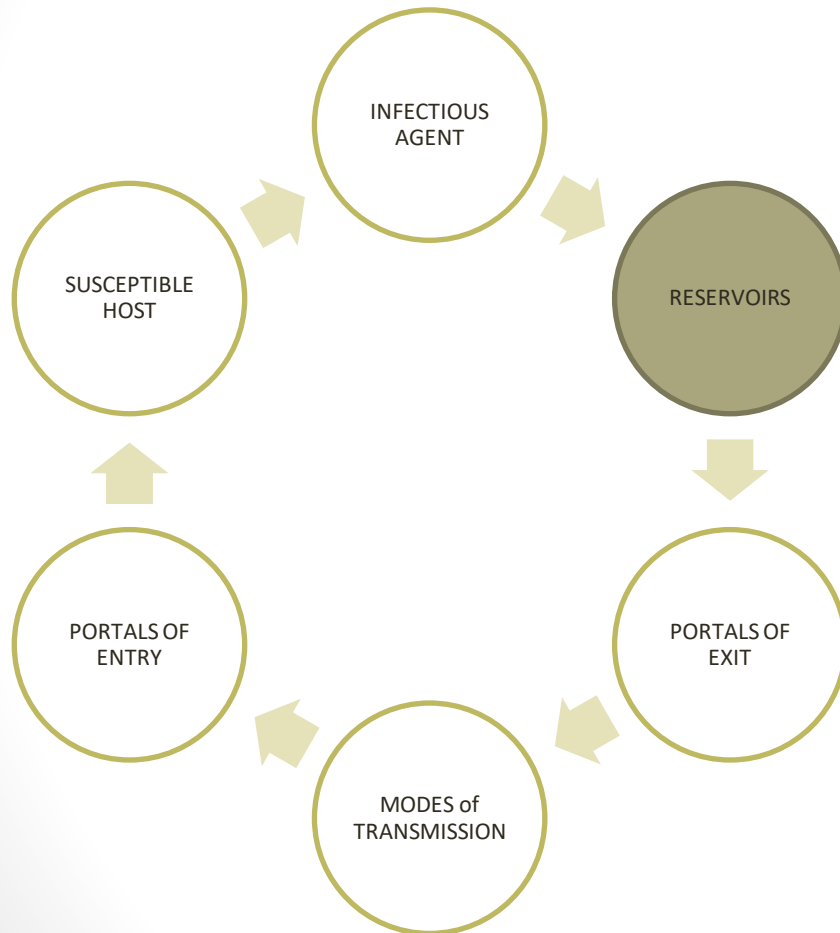 INFECTIOUS
AGENT
RESERVOIRS
PORTALS OF
EXIT
MODES of
TRANSMISSION
PORTALS OF
ENTRY
SUSCEPTIBLE
HOST